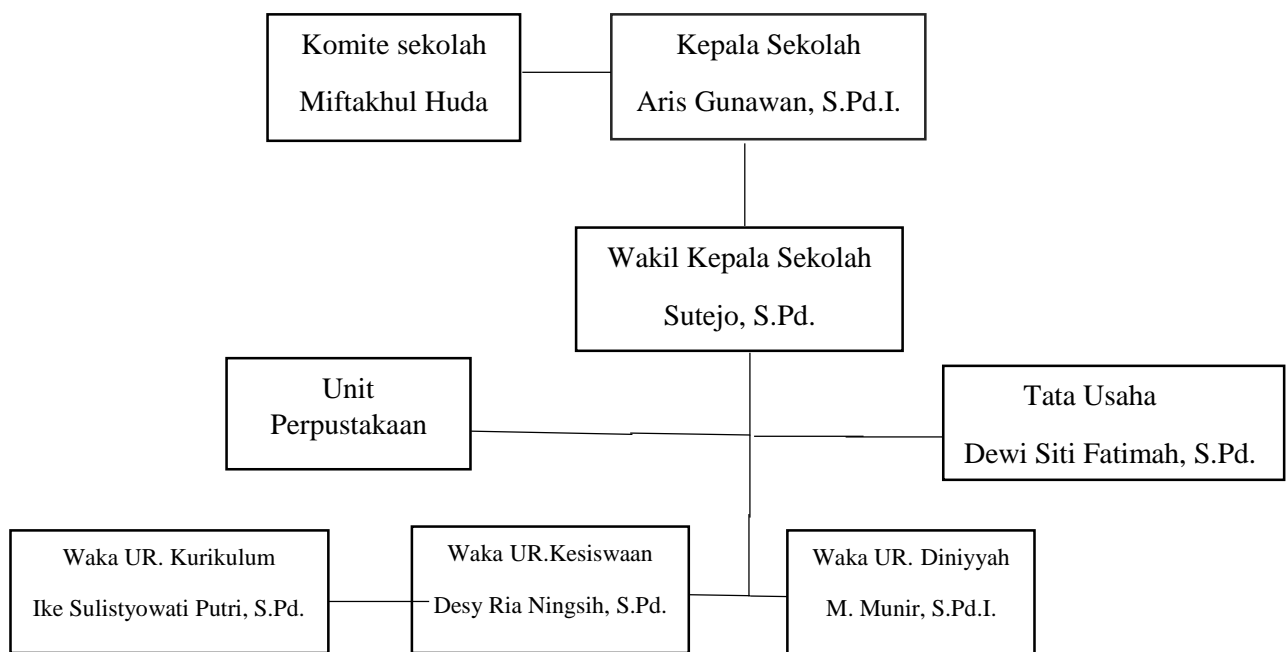 Komite sekolah
Miftakhul Huda
Kepala Sekolah
Aris Gunawan, S.Pd.I.
Wakil Kepala Sekolah
Sutejo, S.Pd.
Unit
Perpustakaan
Tata Usaha
Dewi Siti Fatimah, S.Pd.
Waka UR. Kurikulum
Ike Sulistyowati Putri, S.Pd.
Waka UR.Kesiswaan
Desy Ria Ningsih, S.Pd.
Waka UR. Diniyyah
M. Munir, S.Pd.I.